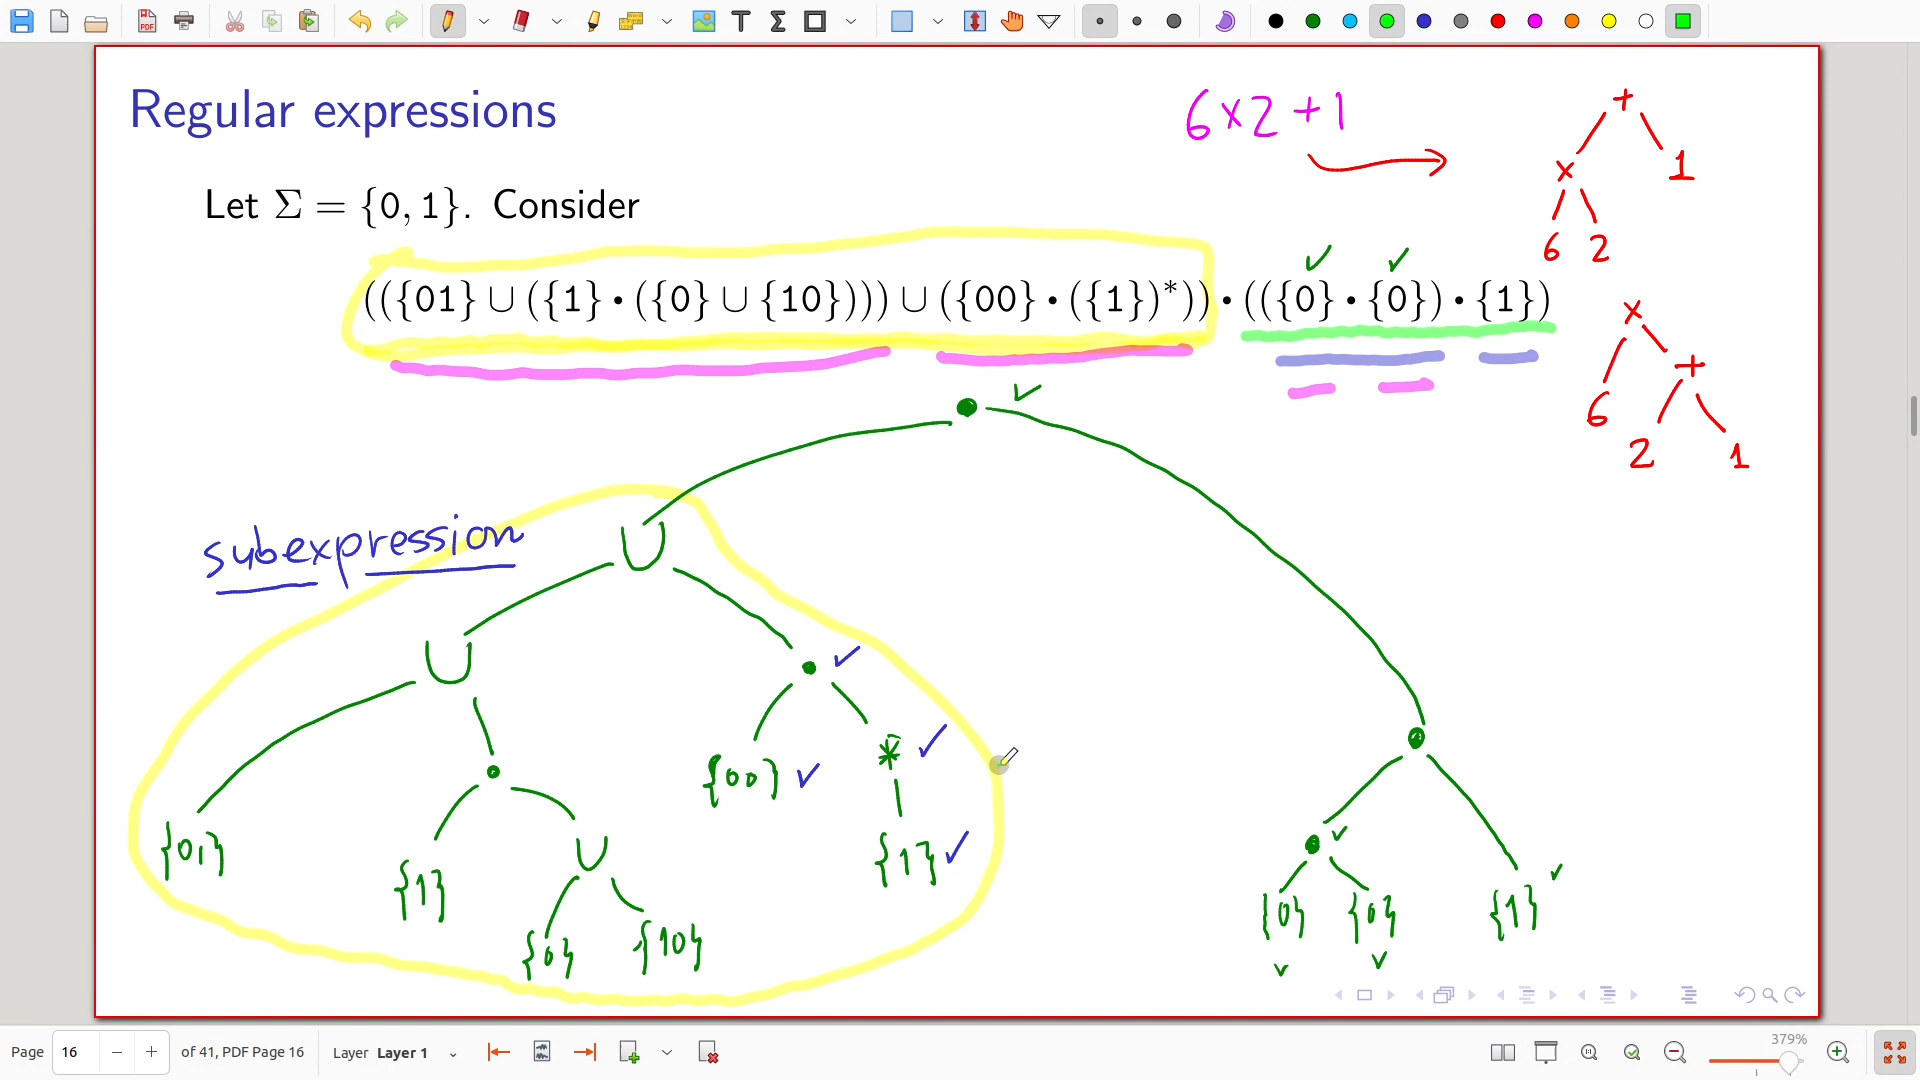 Regular expressions
6×2+1
+
× 1
6 2
Let Σ = {0, 1}. Consider
(({01} ∪ ({1} • ({0} ∪ {10}))) ∪ ({00} • ({1})*)) • (({0} • {0}) • {1})
×
6 +
2 1
subexpression
∪
∪ •
{00} *
•
{01} {1} ∪ {1}
{0} {10}
•
•
{0} {0} {1}
Page 16 of 41, PDF Page 16 Layer Layer 1
379%